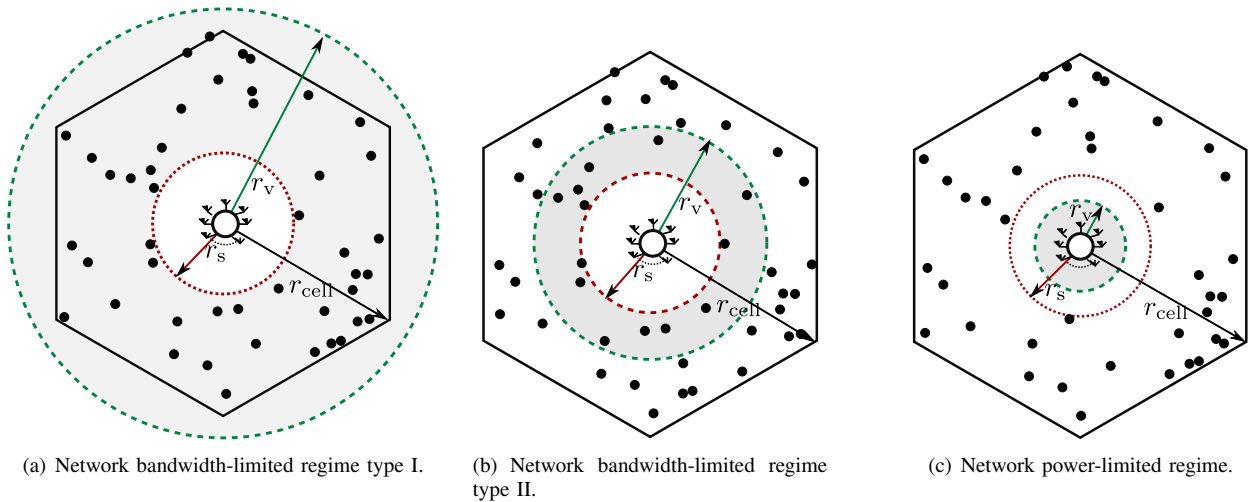 r_v
r_s
r_cell
r_v
r_s
r_cell
r_v
r_s
r_cell
(a) Network bandwidth-limited regime type I.
(b) Network bandwidth-limited regime
type II.
(c) Network power-limited regime.